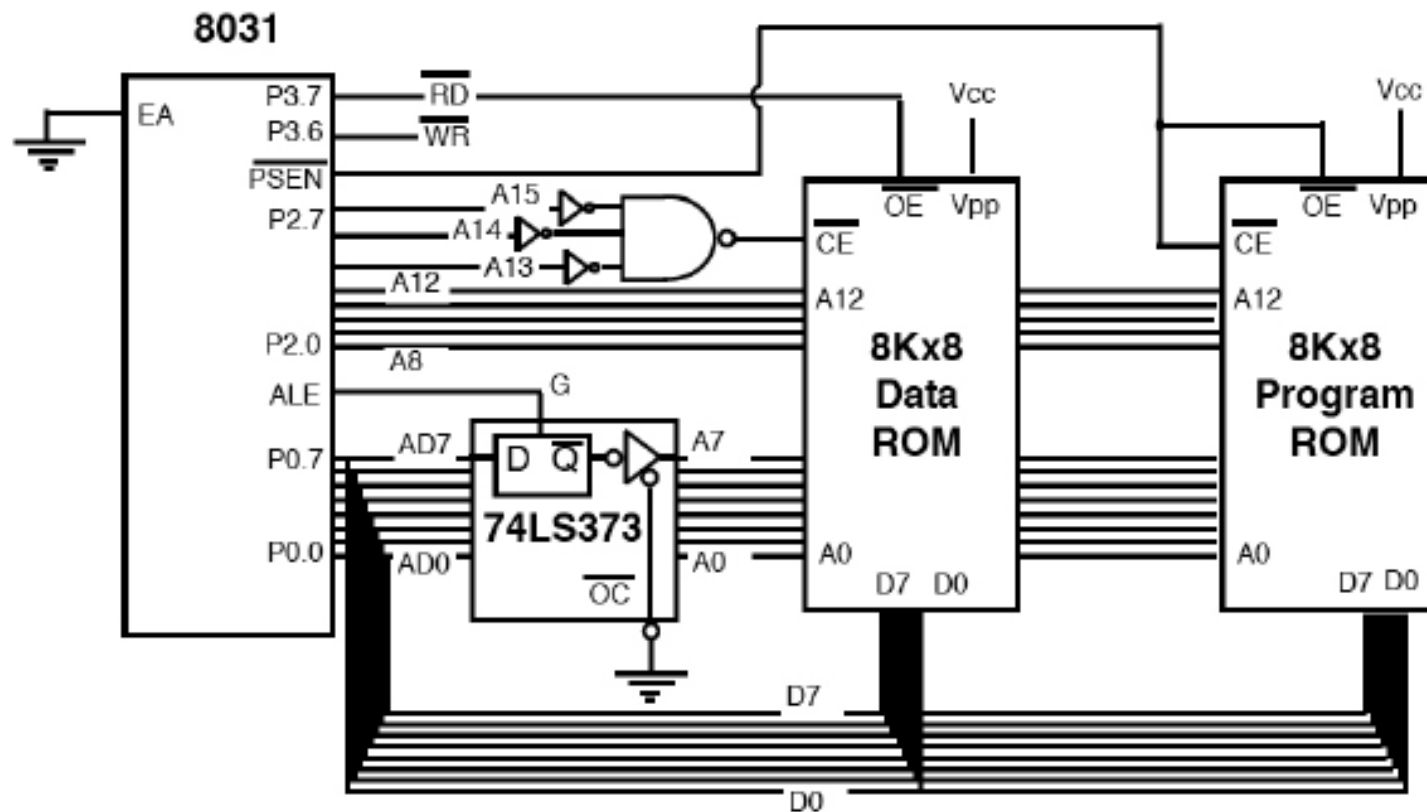 8031
EA
P3.7
P3.6
PSEN
P2.7
P2.0
ALE
P0.7
P0.0
RD
WR
A15
A14
A13
A12
A8
G
AD7
AD0
D Q
74LS373
OC
A7
A0
Vcc
OE Vpp
CE
A12
8Kx8
Data
ROM
A0
D7 D0
Vcc
OE Vpp
CE
A12
8Kx8
Program
ROM
A0
D7 D0
D7
D0